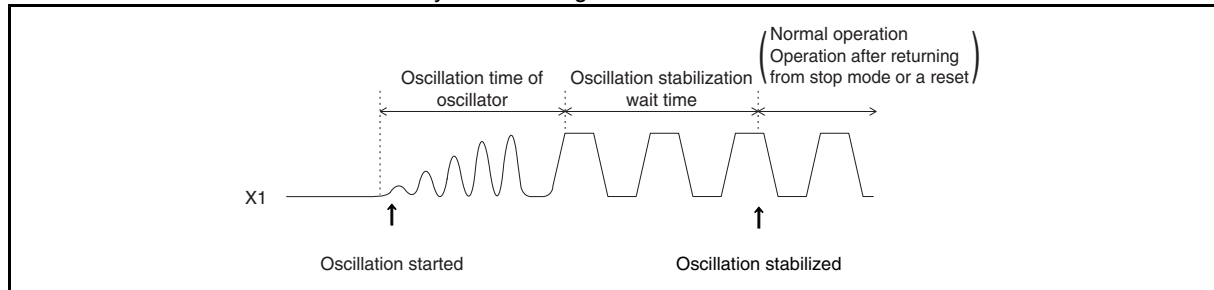 Normal operation
Operation after returning
from stop mode or a reset
Oscillation time of
oscillator
Oscillation stabilization
wait time
X1
Oscillation started
Oscillation stabilized